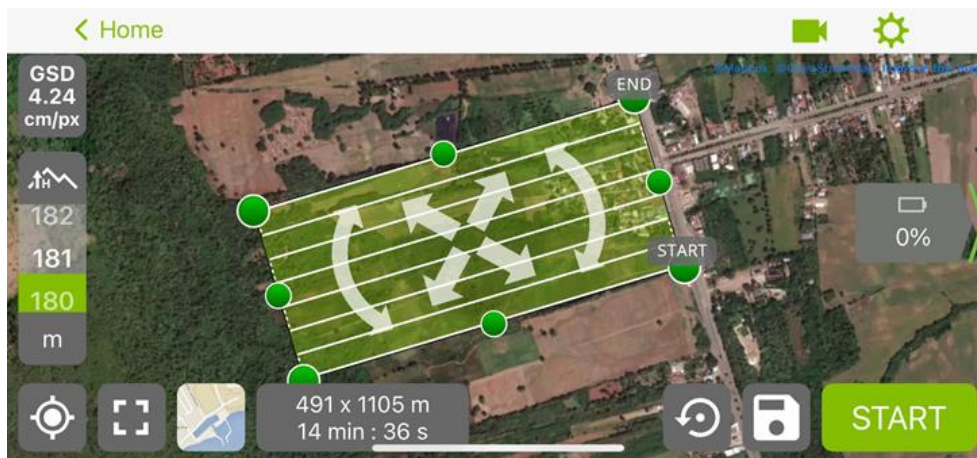 Home
GSD
4.24
cm/px
END
H
182
181
180
m
START
0%
491 x 1105 m
14 min : 36 s
START